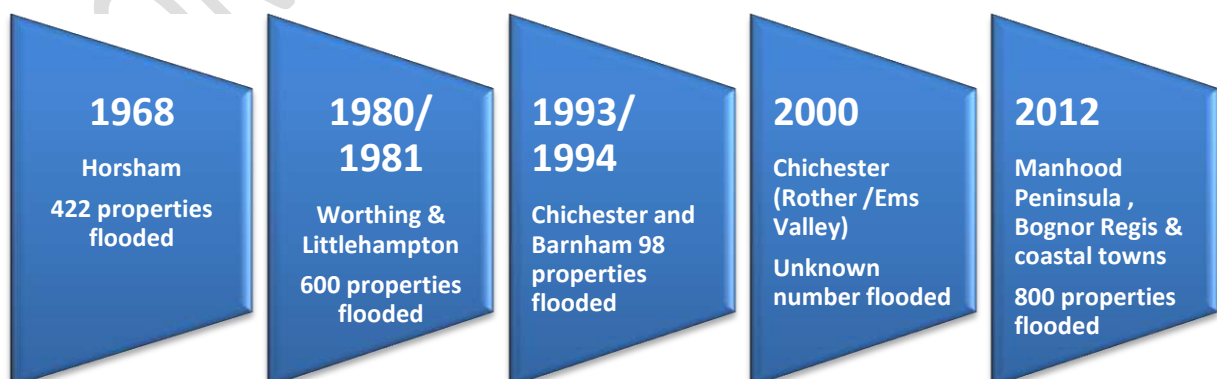 1968
Horsham
422 properties
flooded
1980/
1981
Worthing &
Littlehampton
600 properties
flooded
1993/
1994
Chichester and
Barnham 98
properties
flooded
2000
Chichester
(Rother /Ems
Valley)
Unknown
number flooded
2012
Manhood
Peninsula ,
Bognor Regis &
coastal towns
800 properties
flooded